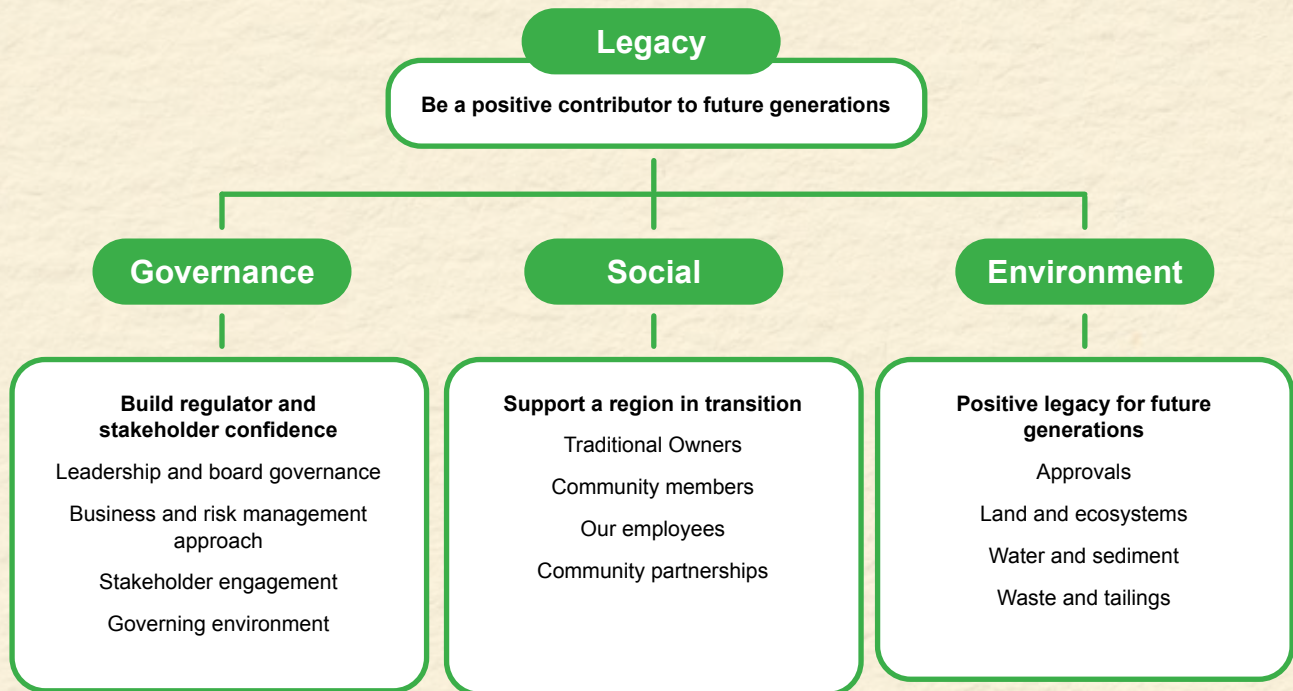 Legacy
Be a positive contributor to future generations
Governance
Social
Environment
Build regulator and
stakeholder confidence
Leadership and board governance
Business and risk management
approach
Stakeholder engagement
Governing environment
Support a region in transition
Traditional Owners
Community members
Our employees
Community partnerships
Positive legacy for future
generations
Approvals
Land and ecosystems
Water and sediment
Waste and tailings